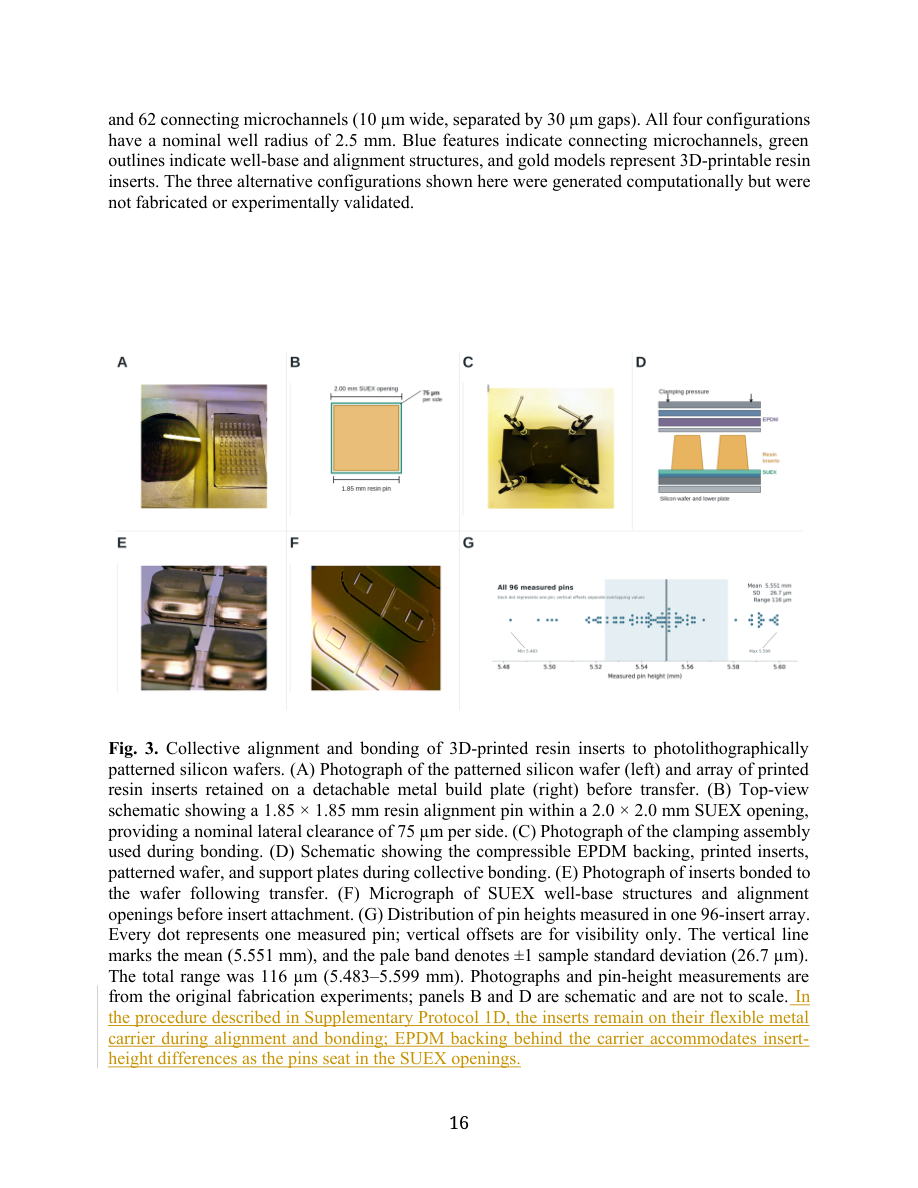 and 62 connecting microchannels (10 µm wide, separated by 30 µm gaps). All four configurations
have a nominal well radius of 2.5 mm. Blue features indicate connecting microchannels, green
outlines indicate well-base and alignment structures, and gold models represent 3D-printable resin
inserts. The three alternative configurations shown here were generated computationally but were
not fabricated or experimentally validated.
A
B
C
D
2.00 mm SUEX opening
75 µm
per side
1.85 mm resin pin
Clamping pressure
EPDM
Resin
inserts
SUEX
Silicon wafer and lower plate
E
F
G
All 96 measured pins
Each dot represents one pin; vertical offsets separate overlapping values
Mean 5.551 mm
SD 26.7 µm
Range 116 µm
Min 5.483
Max 5.599
5.48 5.50 5.52 5.54 5.56 5.58 5.60
Measured pin height (mm)
Fig. 3. Collective alignment and bonding of 3D-printed resin inserts to photolithographically
patterned silicon wafers. (A) Photograph of the patterned silicon wafer (left) and array of printed
resin inserts retained on a detachable metal build plate (right) before transfer. (B) Top-view
schematic showing a 1.85 × 1.85 mm resin alignment pin within a 2.0 × 2.0 mm SUEX opening,
providing a nominal lateral clearance of 75 µm per side. (C) Photograph of the clamping assembly
used during bonding. (D) Schematic showing the compressible EPDM backing, printed inserts,
patterned wafer, and support plates during collective bonding. (E) Photograph of inserts bonded to
the wafer following transfer. (F) Micrograph of SUEX well-base structures and alignment
openings before insert attachment. (G) Distribution of pin heights measured in one 96-insert array.
Every dot represents one measured pin; vertical offsets are for visibility only. The vertical line
marks the mean (5.551 mm), and the pale band denotes ±1 sample standard deviation (26.7 µm).
The total range was 116 µm (5.483–5.599 mm). Photographs and pin-height measurements are
from the original fabrication experiments; panels B and D are schematic and are not to scale. In
the procedure described in Supplementary Protocol 1D, the inserts remain on their flexible metal
carrier during alignment and bonding; EPDM backing behind the carrier accommodates insert-
height differences as the pins seat in the SUEX openings.
16